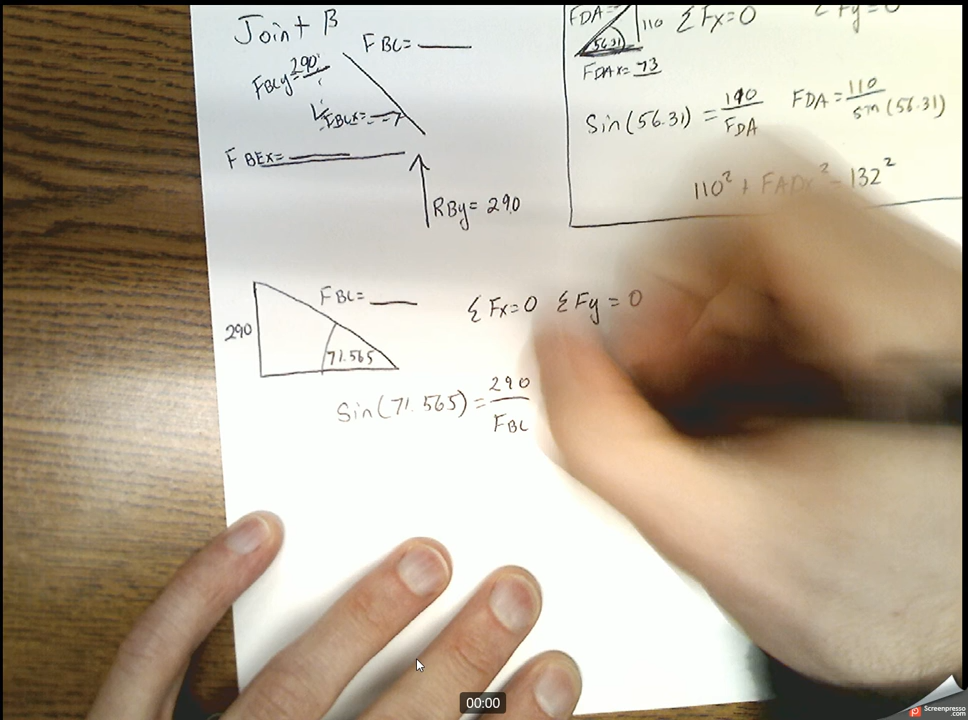 Joint B
FBC= ___
FBCy=290
FBCx= ---
FBEx= ___
RBy= 290
FDA=
110
ΣFx=0
ΣFy=0
56.31
FDAx= 73
Sin(56.31) = 110/FDA
FDA = 110/sin(56.31)
110² + FADx² = 132²
290
FBC= ___
71.565
ΣFx=0 ΣFy=0
Sin(71.565) = 290/FBC
00:00
Screenpresso
.com